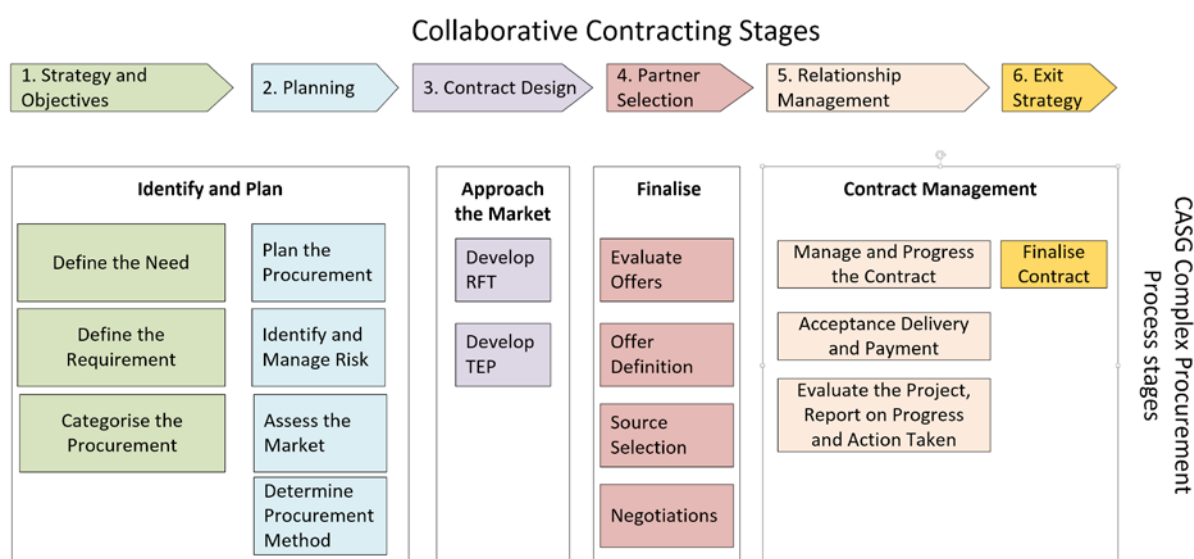 Collaborative Contracting Stages
1. Strategy and
Objectives
2. Planning
3. Contract Design
4. Partner
Selection
5. Relationship
Management
6. Exit
Strategy
Identify and Plan
Define the Need
Define the
Requirement
Categorise the
Procurement
Plan the
Procurement
Identify and
Manage Risk
Assess the
Market
Determine
Procurement
Method
Approach
the Market
Develop
RFT
Develop
TEP
Finalise
Evaluate
Offers
Offer
Definition
Source
Selection
Negotiations
Contract Management
Manage and Progress
the Contract
Acceptance Delivery
and Payment
Evaluate the Project,
Report on Progress
and Action Taken
Finalise
Contract
CASG Complex Procurement
Process stages